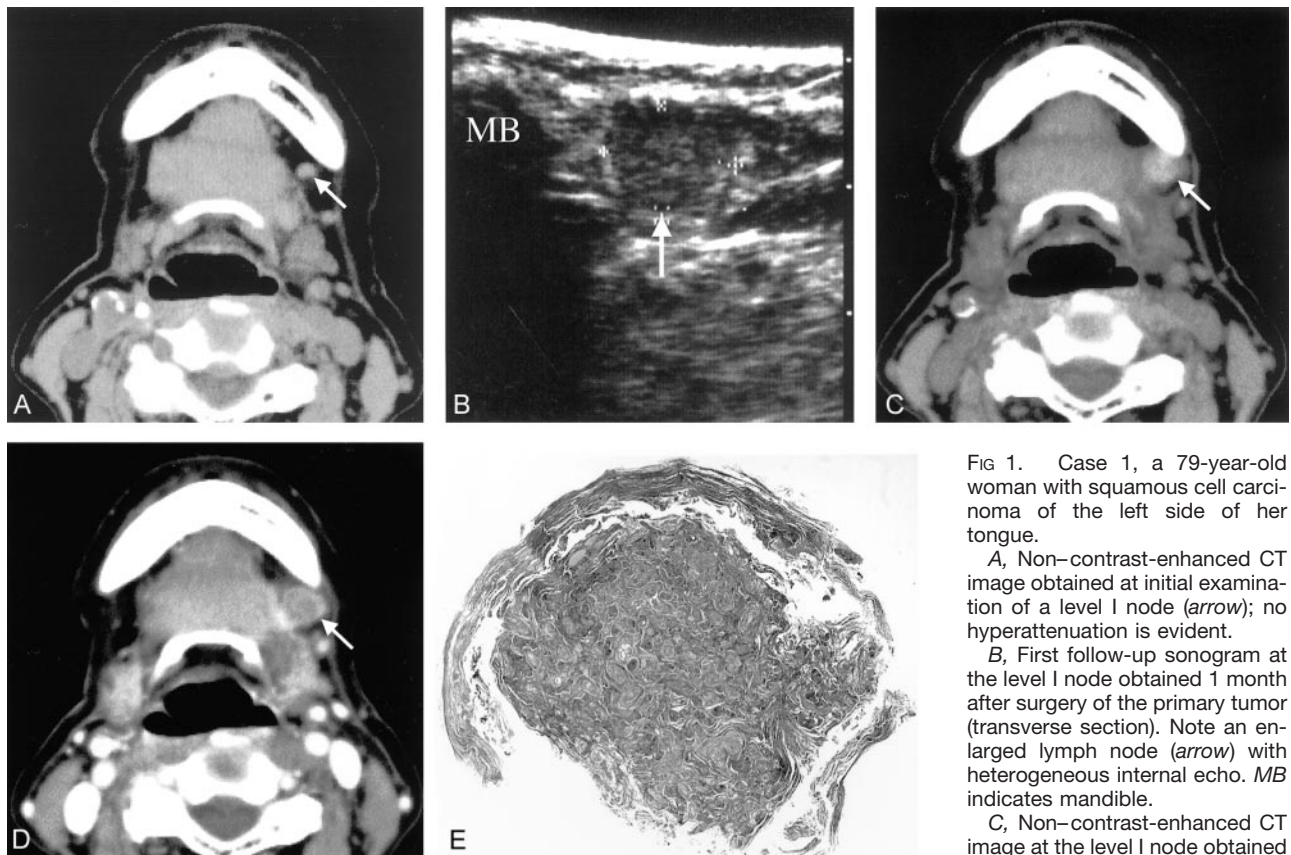 A
MB
B
C
D
E
FIG 1. Case 1, a 79-year-old
woman with squamous cell carci-
noma of the left side of her
tongue.
A, Non–contrast-enhanced CT
image obtained at initial examina-
tion of a level I node (arrow); no
hyperattenuation is evident.
B, First follow-up sonogram at
the level I node obtained 1 month
after surgery of the primary tumor
(transverse section). Note an en-
larged lymph node (arrow) with
heterogeneous internal echo. MB
indicates mandible.
C, Non–contrast-enhanced CT
image at the level I node obtained